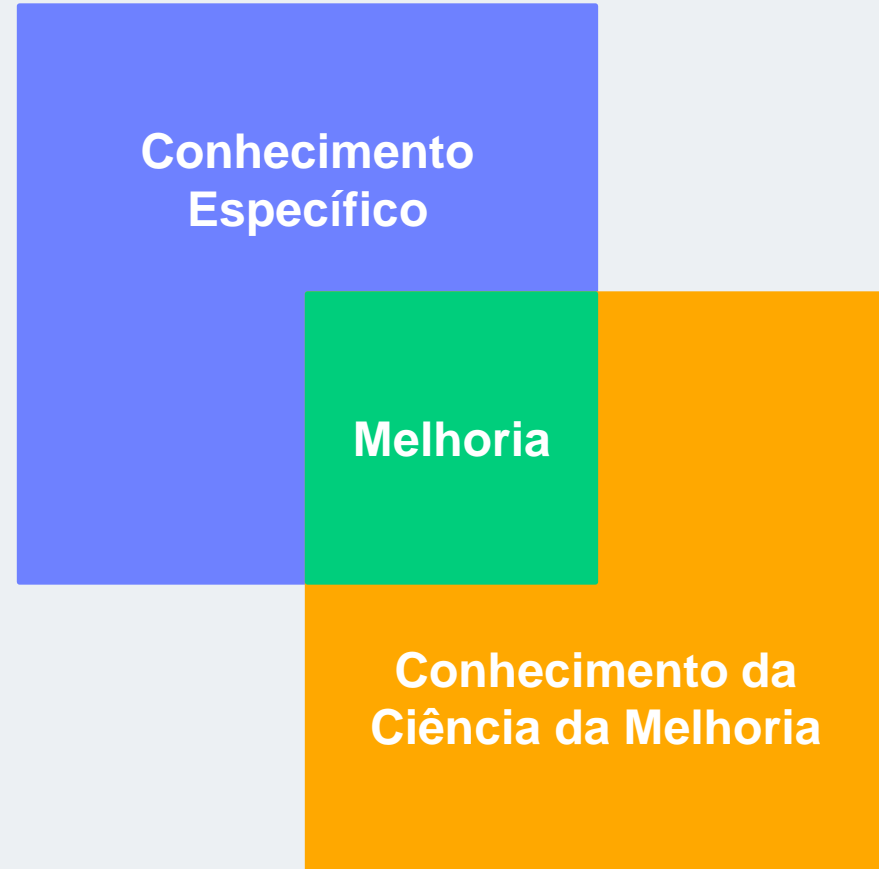 Conhecimento
Específico
Melhoria
Conhecimento da
Ciência da Melhoria